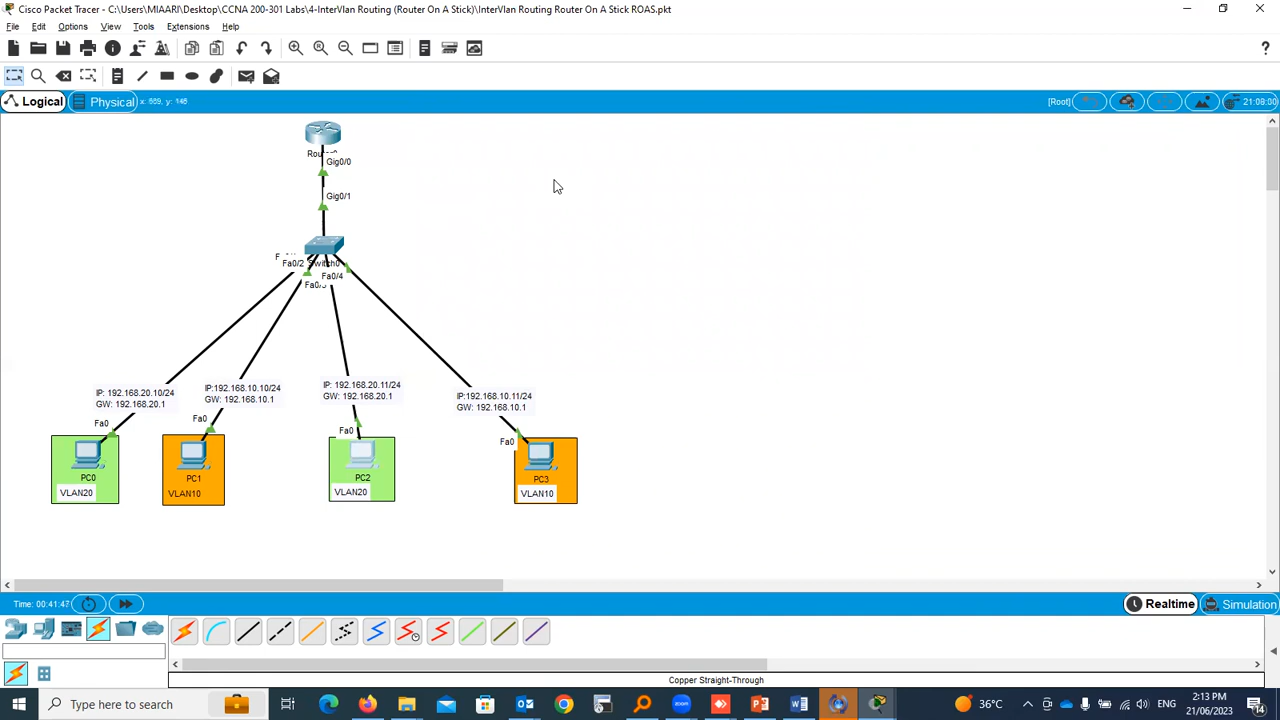 Cisco Packet Tracer - C:\Users\MIAARI\Desktop\CCNA 200-301 Labs\4-InterVlan Routing (Router On A Stick)\InterVlan Routing Router On A Stick ROAS.pkt
File Edit Options View Tools Extensions Help
?
Logical Physical x: 559, y: 146 [Root] 21:09:00
Gig0/0
Gig0/1
Fa0/2 Switch0
Fa0/4
IP: 192.168.20.10/24
GW: 192.168.20.1
IP:192.168.10.10/24
GW: 192.168.10.1
IP: 192.168.20.11/24
GW: 192.168.20.1
IP:192.168.10.11/24
GW: 192.168.10.1
Fa0
Fa0
Fa0
Fa0
PC0
VLAN20
PC1
VLAN10
PC2
VLAN20
PC3
VLAN10
Time: 00:41:47 Realtime Simulation
Copper Straight-Through
Type here to search
36°C
ENG
2:13 PM
21/06/2023
14